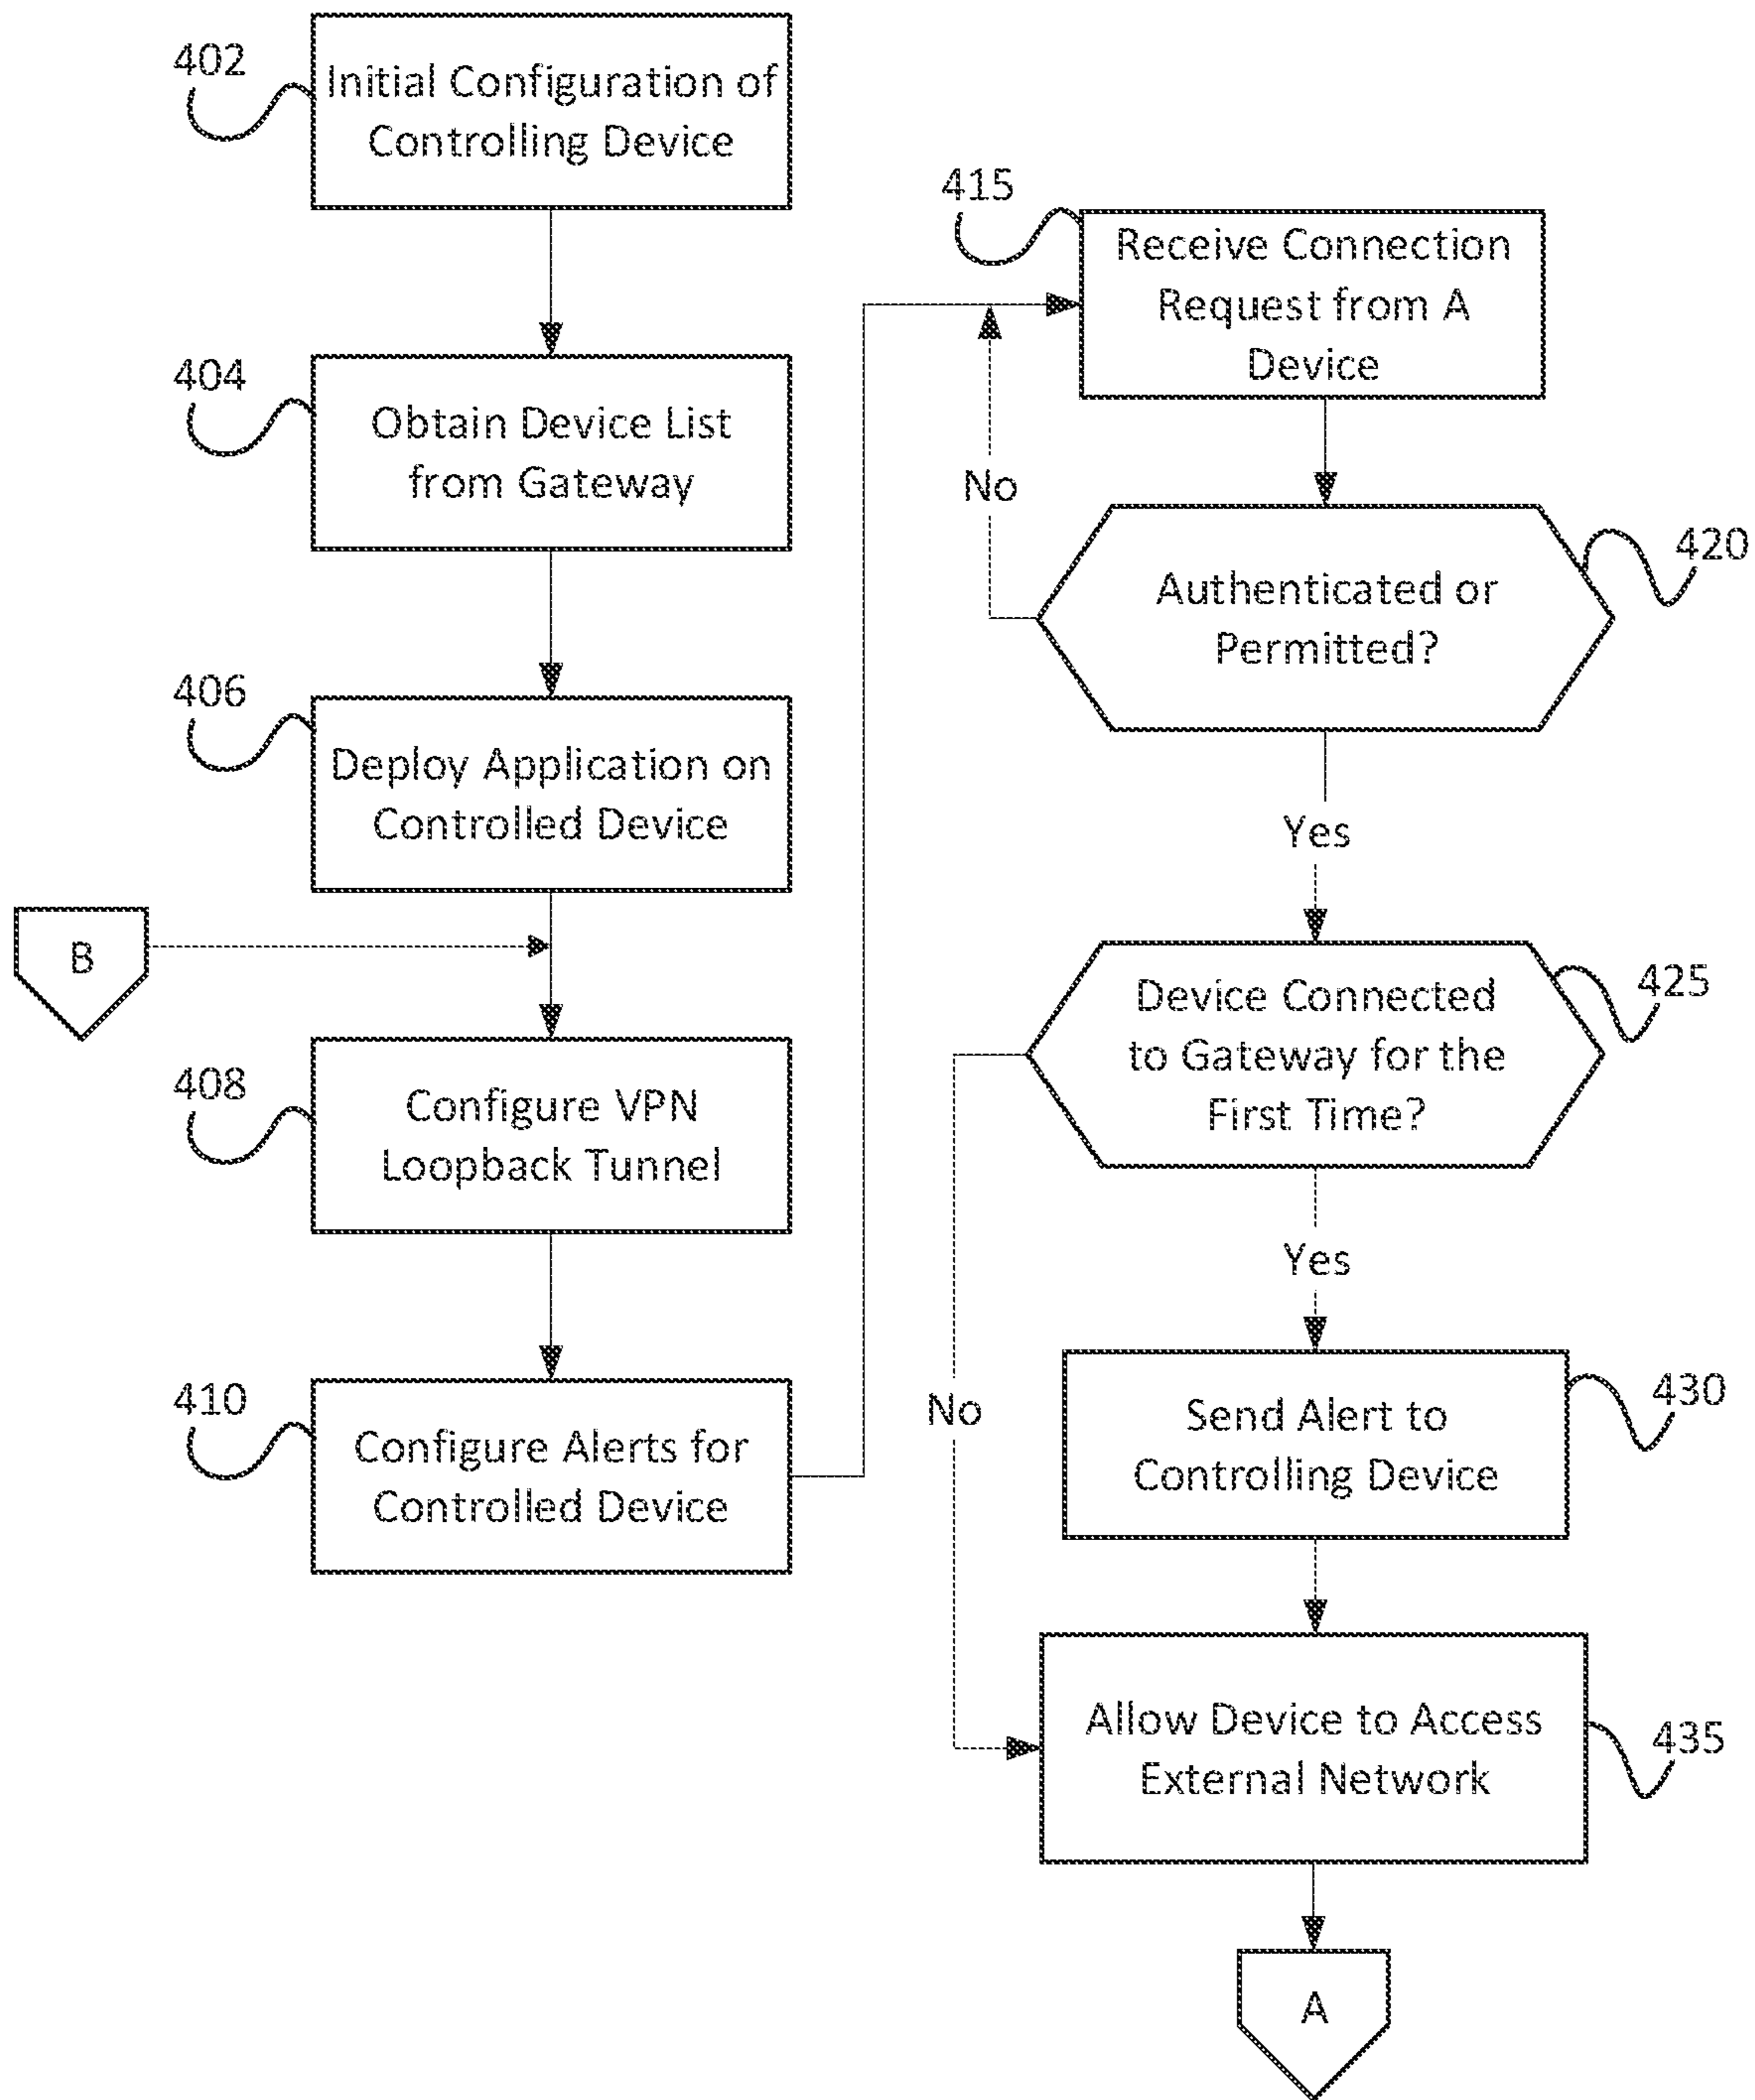 402
Initial Configuration of
Controlling Device
404
Obtain Device List
from Gateway
406
Deploy Application on
Controlled Device
B
408
Configure VPN
Loopback Tunnel
410
Configure Alerts for
Controlled Device
415
Receive Connection
Request from A
Device
No
420
Authenticated or
Permitted?
Yes
425
Device Connected
to Gateway for the
First Time?
Yes
No
430
Send Alert to
Controlling Device
435
Allow Device to Access
External Network
A